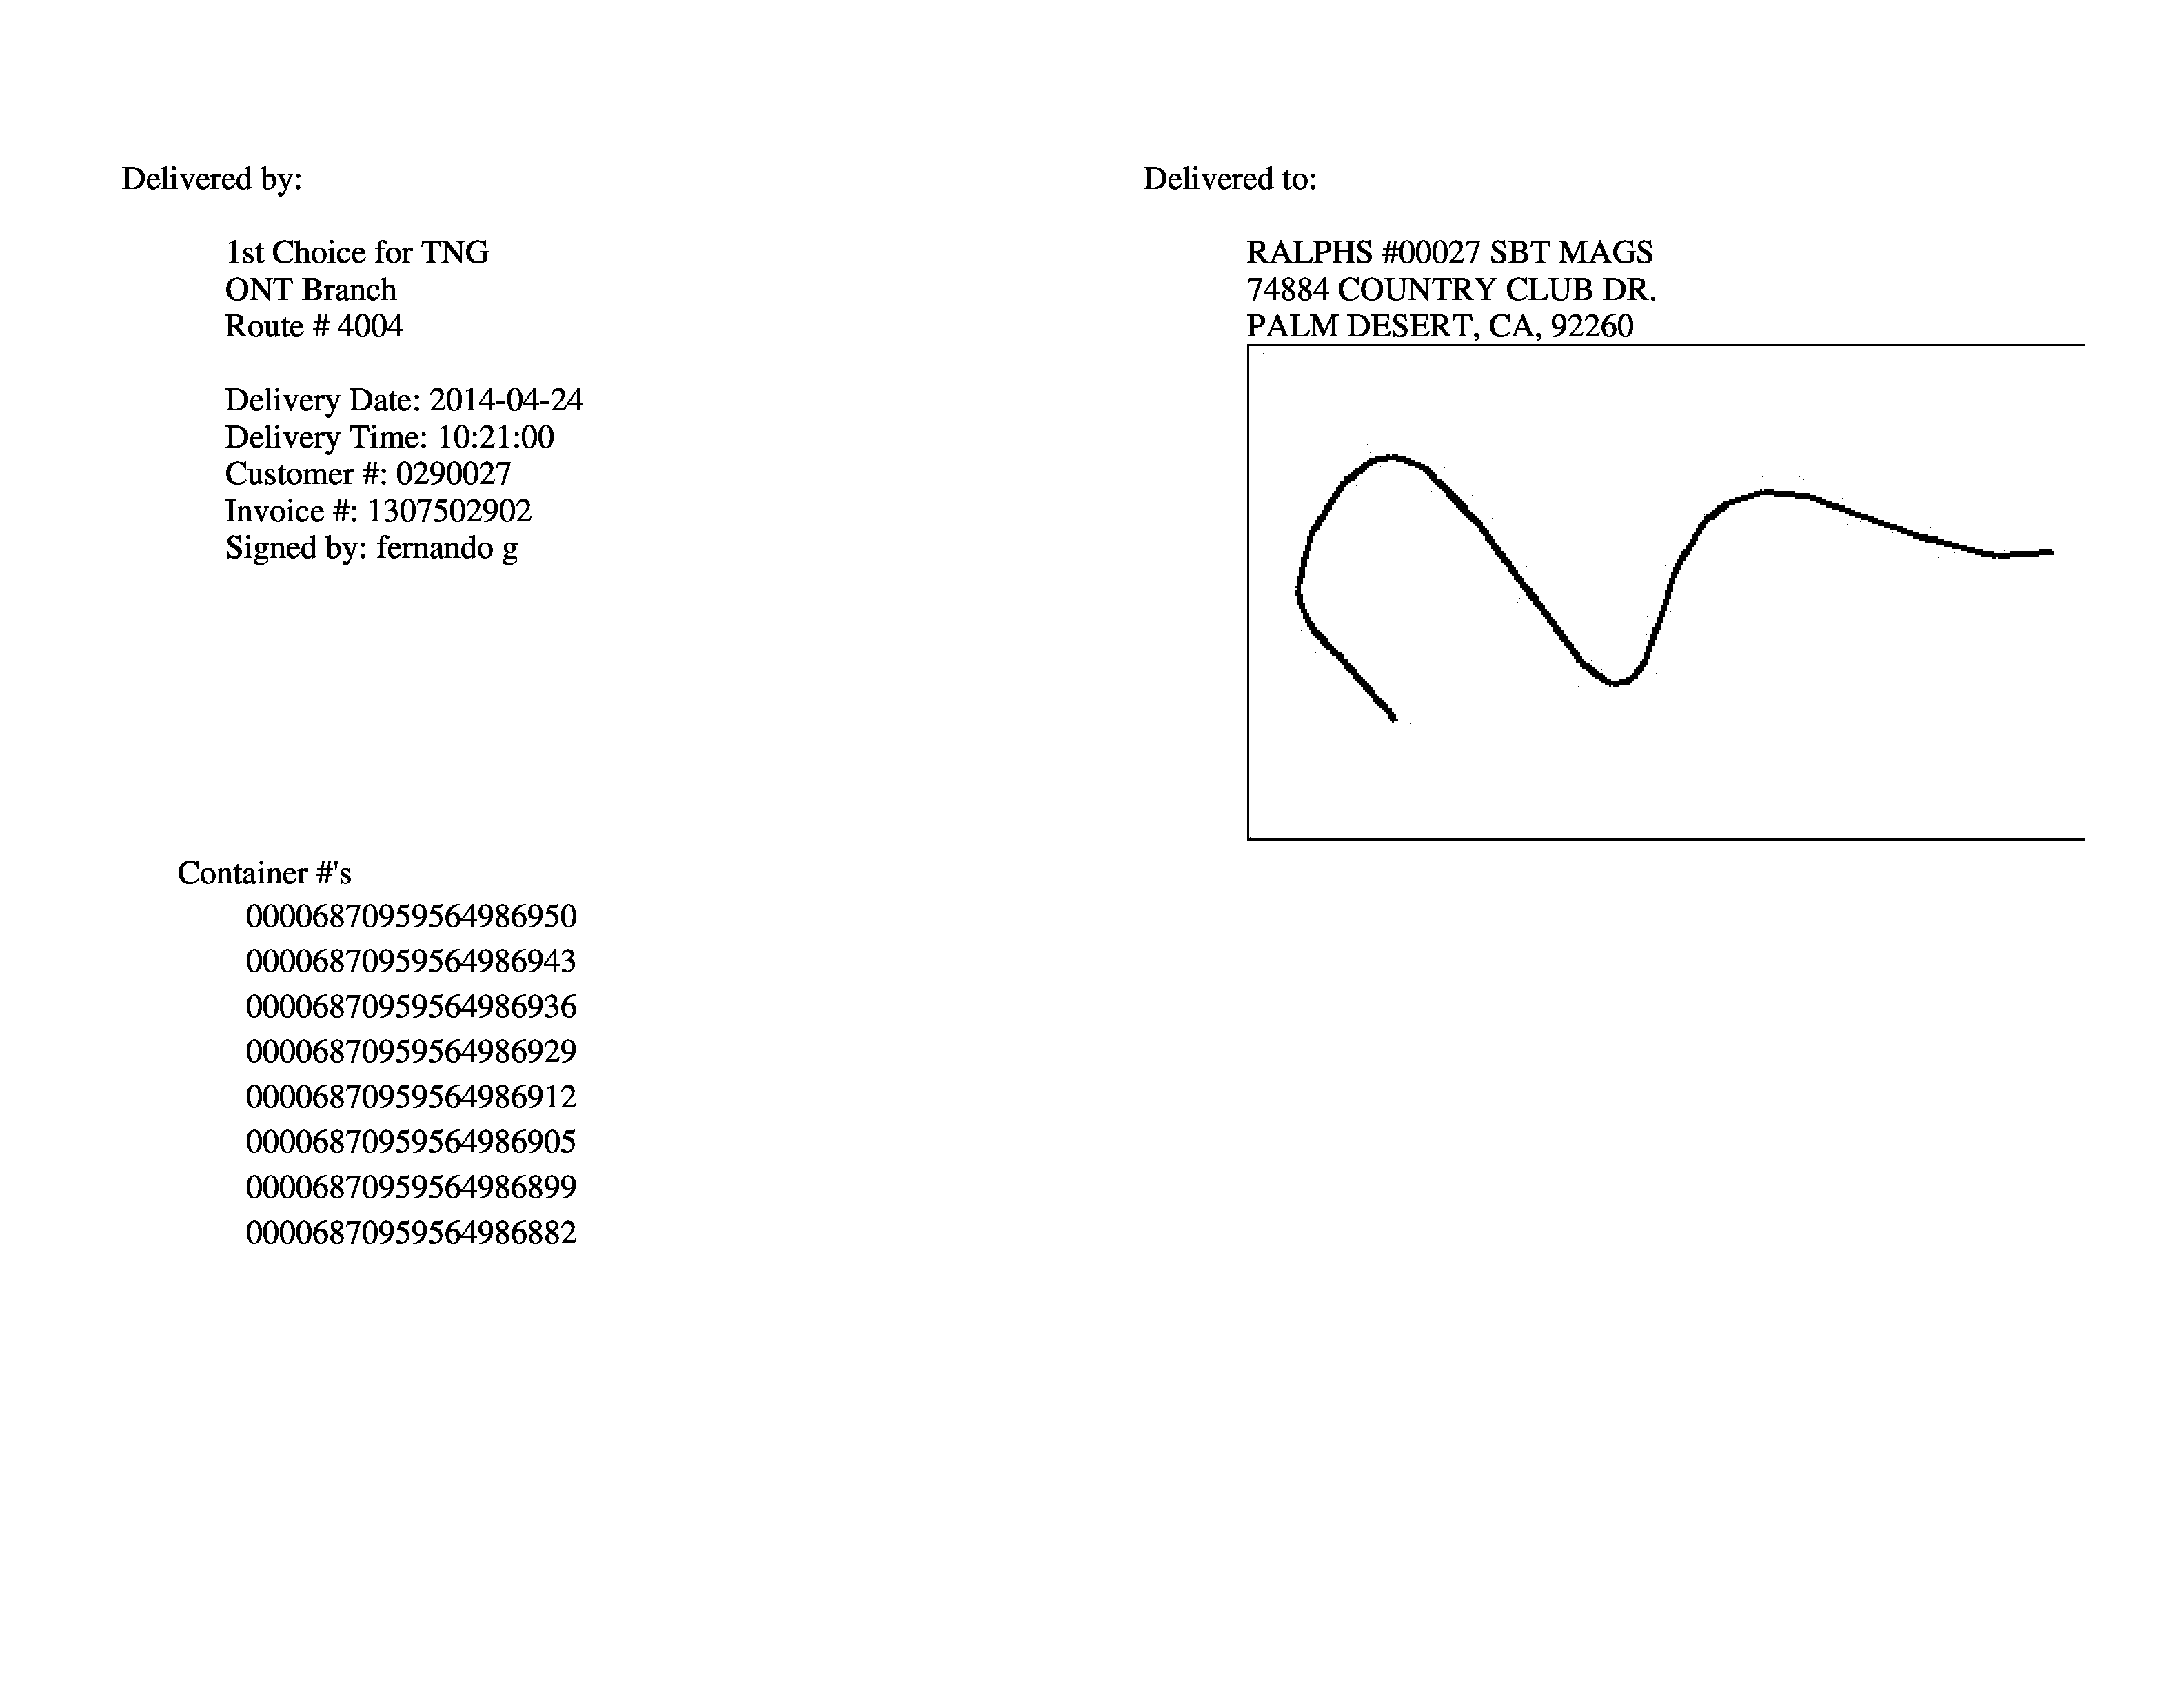 Delivered by:
1st Choice for TNG
ONT Branch
Route # 4004
Delivery Date: 2014-04-24
Delivery Time: 10:21:00
Customer #: 0290027
Invoice #: 1307502902
Signed by: fernando g
Delivered to:
RALPHS #00027 SBT MAGS
74884 COUNTRY CLUB DR.
PALM DESERT, CA, 92260
Container #'s
00006870959564986950
00006870959564986943
00006870959564986936
00006870959564986929
00006870959564986912
00006870959564986905
00006870959564986899
00006870959564986882